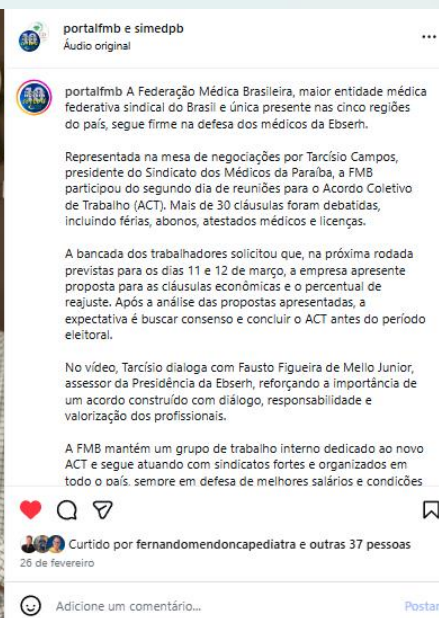 portalfmb e simedpb
Áudio original
portalfmb A Federação Médica Brasileira, maior entidade médica
federativa sindical do Brasil e única presente nas cinco regiões
do país, segue firme na defesa dos médicos da Ebserh.
Representada na mesa de negociações por Tarcísio Campos,
presidente do Sindicato dos Médicos da Paraíba, a FMB
participou do segundo dia de reuniões para o Acordo Coletivo
de Trabalho (ACT). Mais de 30 cláusulas foram debatidas,
incluindo férias, abonos, atestados médicos e licenças.
A bancada dos trabalhadores solicitou que, na próxima rodada
previstas para os dias 11 e 12 de março, a empresa apresente
proposta para as cláusulas econômicas e o percentual de
reajuste. Após a análise das propostas apresentadas, a
expectativa é buscar consenso e concluir o ACT antes do período
eleitoral.
No vídeo, Tarcísio dialoga com Fausto Figueira de Mello Junior,
assessor da Presidência da Ebserh, reforçando a importância de
um acordo construído com diálogo, responsabilidade e
valorização dos profissionais.
A FMB mantém um grupo de trabalho interno dedicado ao novo
ACT e segue atuando com sindicatos fortes e organizados em
todo o país, sempre em defesa de melhores salários e condições
Curtido por fernandomendoncapediatra e outras 37 pessoas
26 de fevereiro
Adicione um comentário...
Postar